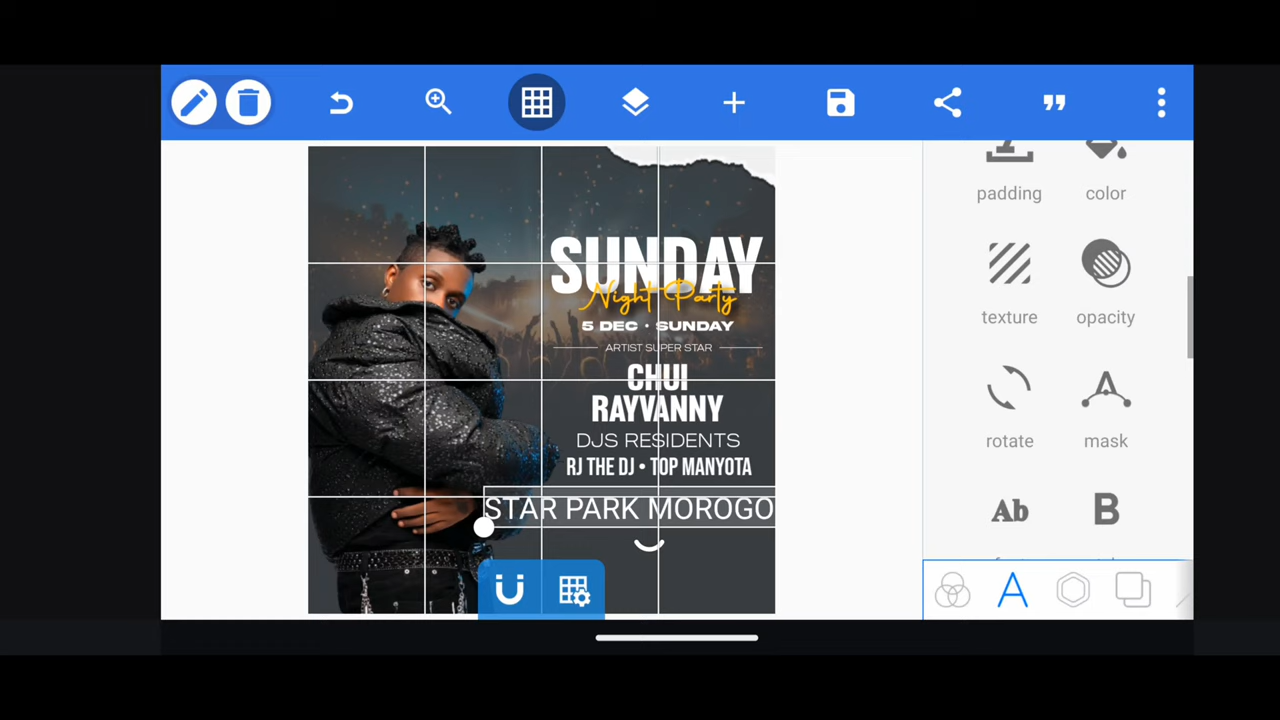 SUNDAY
Night Party
5 DEC • SUNDAY
ARTIST SUPER STAR
CHUI
RAYVANNY
DJS RESIDENTS
RJ THE DJ • TOP MANYOTA
STAR PARK MOROGO
padding
color
texture
opacity
rotate
mask
Ab
B
A